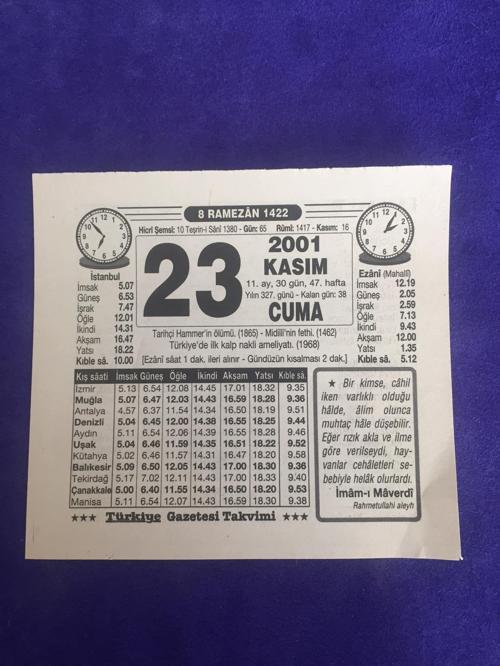 8 RAMEZÂN 1422
Hicrî Şemsî: 10 Teşrin-i Sânî 1380 - Gün: 65 Rûmî: 1417 - Kasım: 16
23
2001
KASIM
11. ay, 30 gün, 47. hafta
Yılın 327. günü - Kalan gün: 38
CUMA
İstanbul
İmsak 5.07
Güneş 6.53
İşrak 7.47
Öğle 12.01
İkindi 14.31
Akşam 16.47
Yatsı 18.22
Kıble sâ. 10.00
Ezânî (Mahallî)
İmsak 12.19
Güneş 2.05
İsrak 2.59
Öğle 7.13
İkindi 9.43
Akşam 12.00
Yatsı 1.35
Kıble sâ. 5.12
Tarihçi Hammer'in ölümü. (1865) - Midilli'nin fethi. (1462)
Türkiye'de ilk kalp nakli ameliyatı. (1968)
[Ezânî sâat 1 dak. ileri alınır - Gündüzün kısalması 2 dak.]
Kış sâati İmsak Güneş Öğle İkindi Akşam Yatsı Kıble sâ.
İzmir 5.13 6.54 12.08 14.45 17.01 18.32 9.35
Muğla 5.07 6.47 12.03 14.43 16.59 18.28 9.36
Antalya 4.57 6.37 11.54 14.34 16.50 18.19 9.51
Denizli 5.04 6.45 12.00 14.38 16.55 18.25 9.44
Aydın 5.11 6.54 12.06 14.39 16.55 18.28 9.46
Uşak 5.04 6.46 11.59 14.35 16.51 18.22 9.52
Kütahya 5.02 6.46 11.57 14.31 16.47 18.20 9.58
Balıkesir 5.09 6.50 12.05 14.43 17.00 18.30 9.36
Tekirdağ 5.17 7.02 12.11 14.43 17.00 18.33 9.40
Çanakkale 5.00 6.40 11.55 14.34 16.50 18.20 9.53
Manisa 5.11 6.54 12.07 14.43 16.59 18.30 9.38
★ Bir kimse, câhil
iken varlıklı olduğu
hâlde, âlim olunca
muhtaç hâle düşebilir.
Eğer rızık akla ve ilme
göre verilseydi, hay-
vanlar cehâletleri se-
bebiyle helâk olurlardı.
İmâm-ı Mâverdî
Rahmetullahi aleyh
★★★ Türkiye Gazetesi Takvimi ★★★